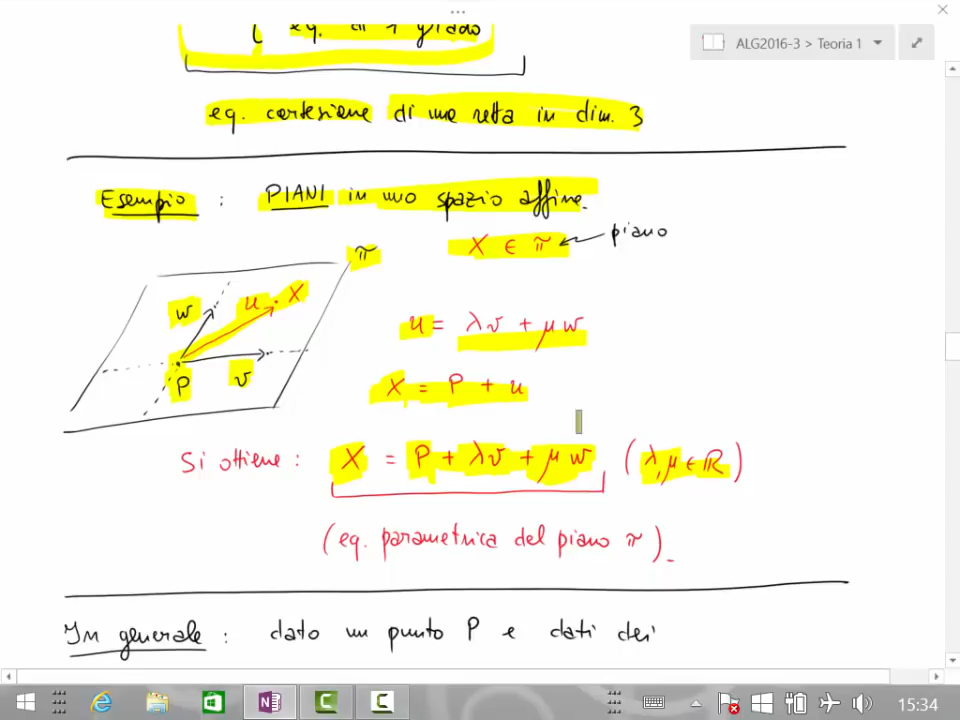 ALG2016-3 > Teoria 1
eq. di 1° grado
eq. cartesiane di una retta in dim. 3
Esempio : PIANI in uno spazio affine.
X ∈ π ← piano
π
w u X
P v
u = λv + μw
X = P + u
Si ottiene : X = P + λv + μw (λ, μ ∈ ℝ)
(eq. parametrica del piano π).
In generale : dato un punto P e dati dei
15:34